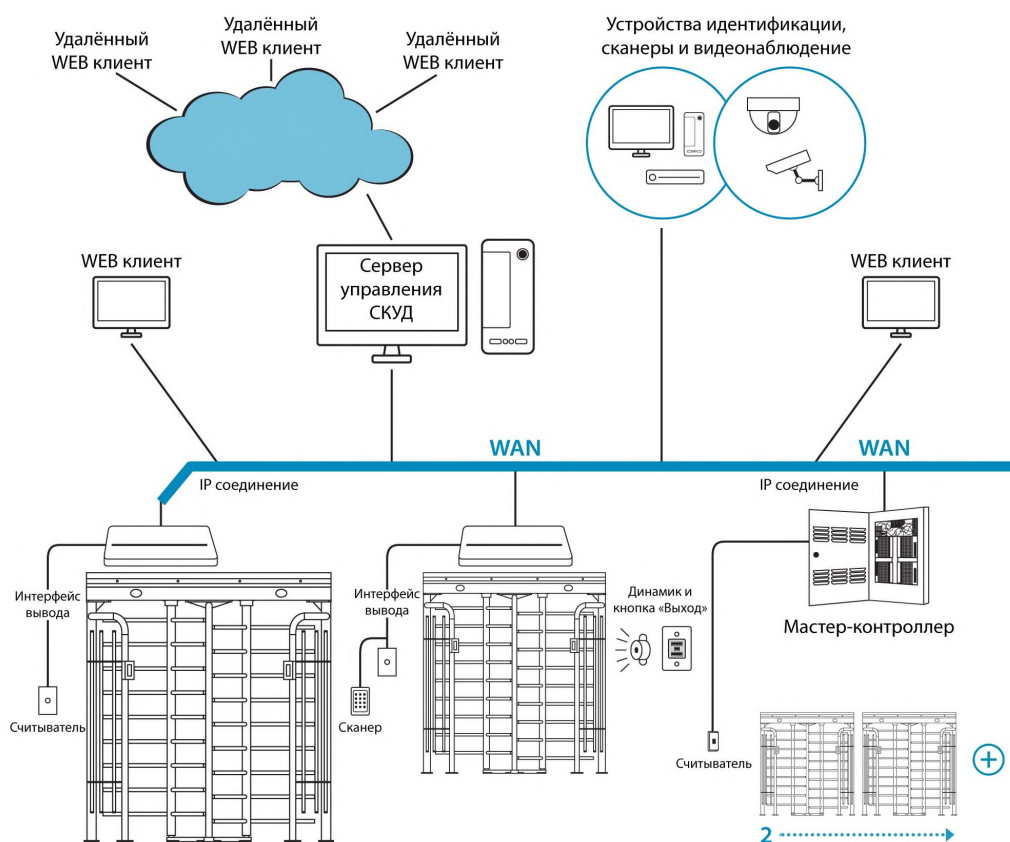 Удалённый
WEB клиент
Удалённый
WEB клиент
Удалённый
WEB клиент
Устройства идентификации,
сканеры и видеонаблюдение
WEB клиент
Сервер
управления
СКУД
WEB клиент
WAN
WAN
IP соединение
IP соединение
Интерфейс
вывода
Интерфейс
вывода
Динамик и
кнопка «Выход»
Мастер-контроллер
Считыватель
Сканер
Считыватель
2